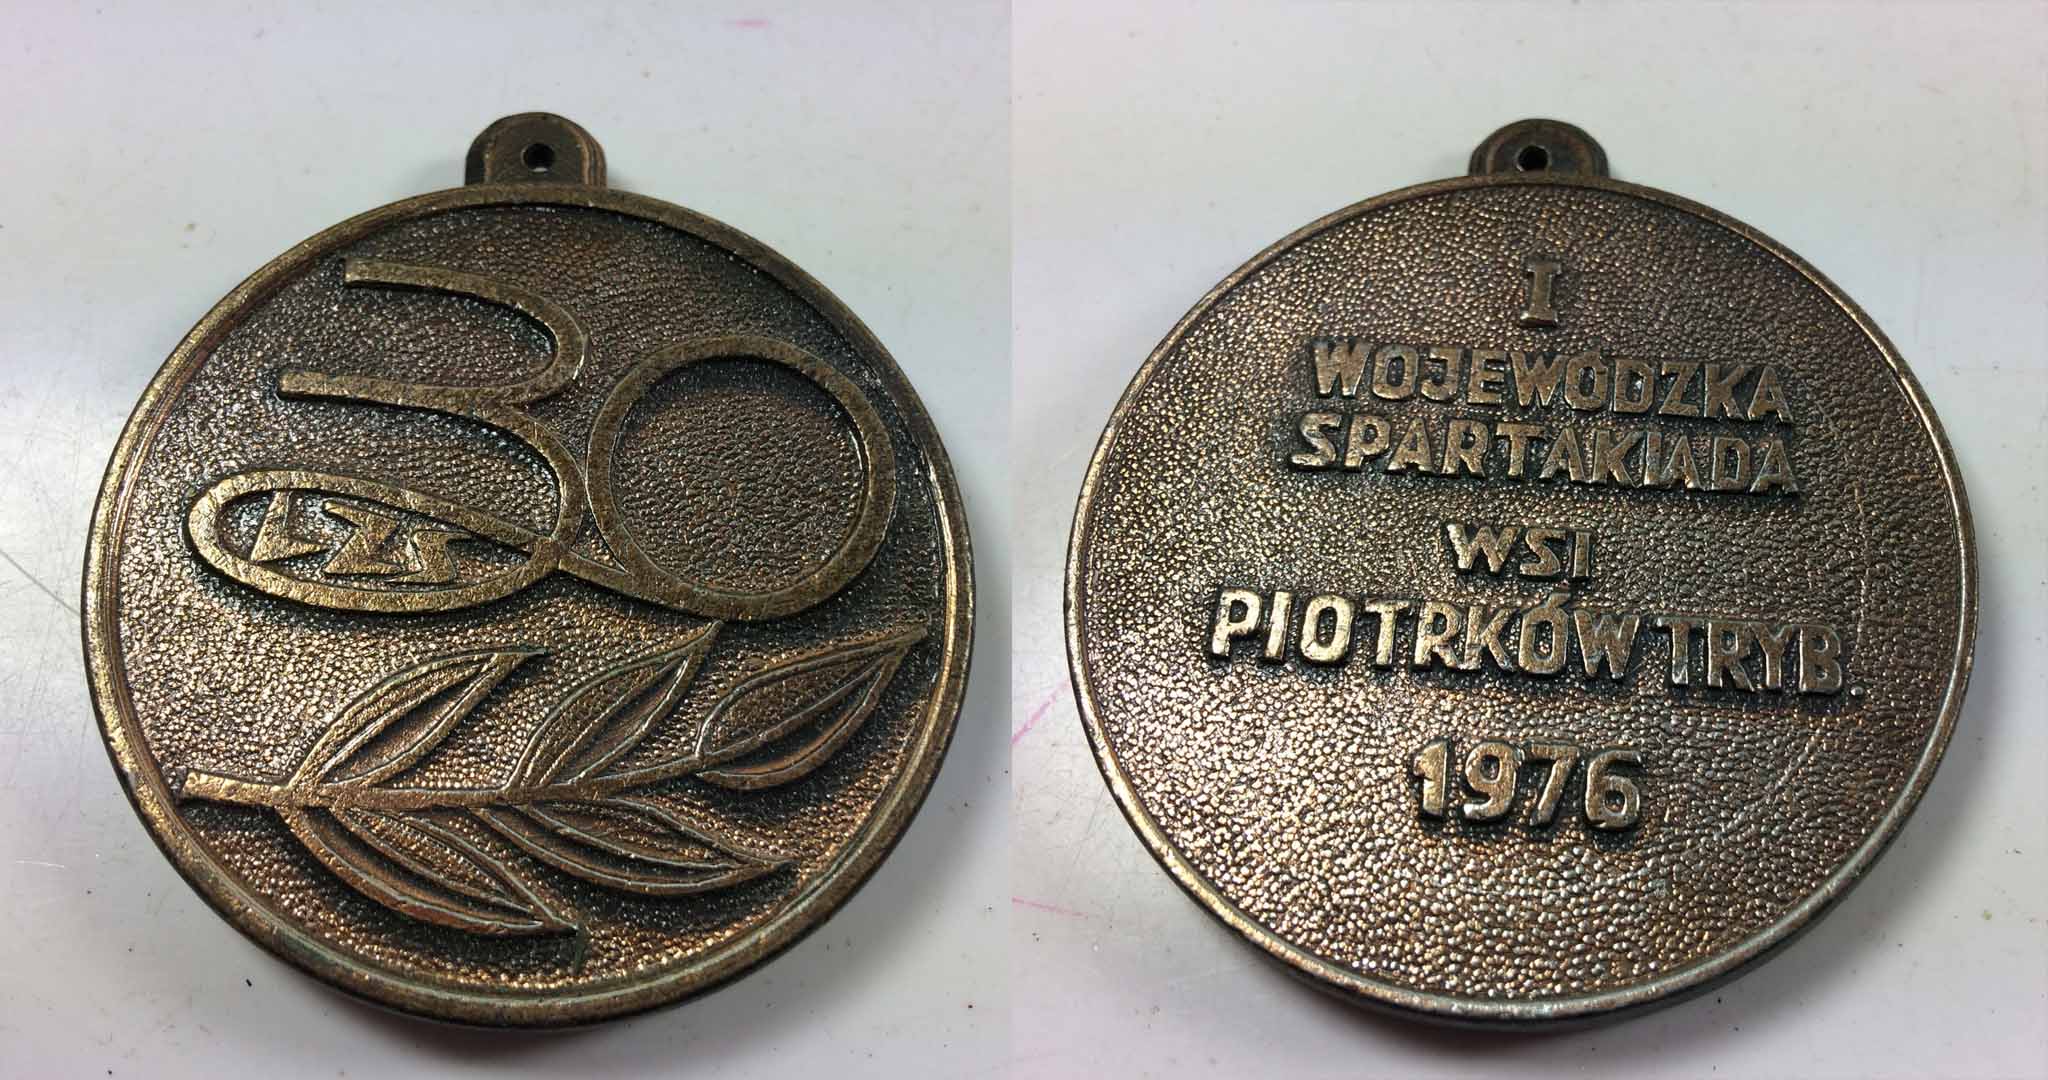 30
LZS
I
WOJEWÓDZKA
SPARTAKIADA
WSI
PIOTRKÓW TRYB.
1976